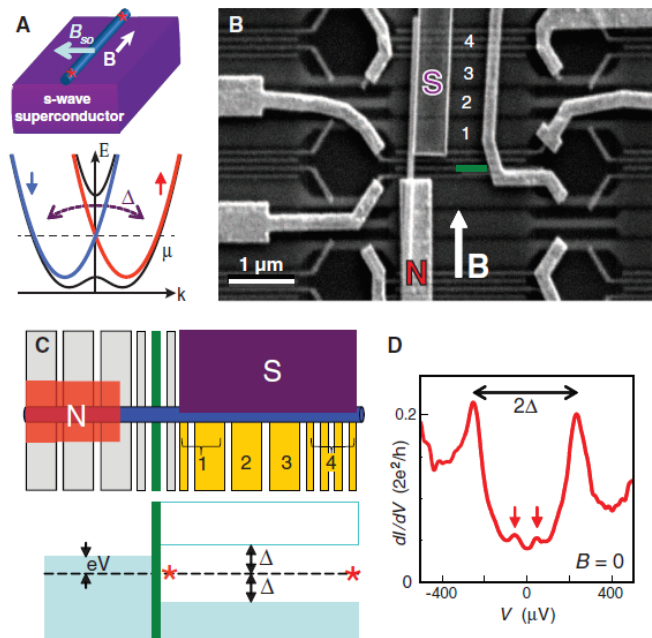 A
B_so
B
s-wave
superconductor
E
Δ
μ
k
B
4
3
S
2
1
1 μm
B
N
C
S
N
1
2
3
4
eV
Δ
Δ
D
2Δ
0.2
dI/dV (2e²/h)
0
B = 0
-400
0
400
V (μV)